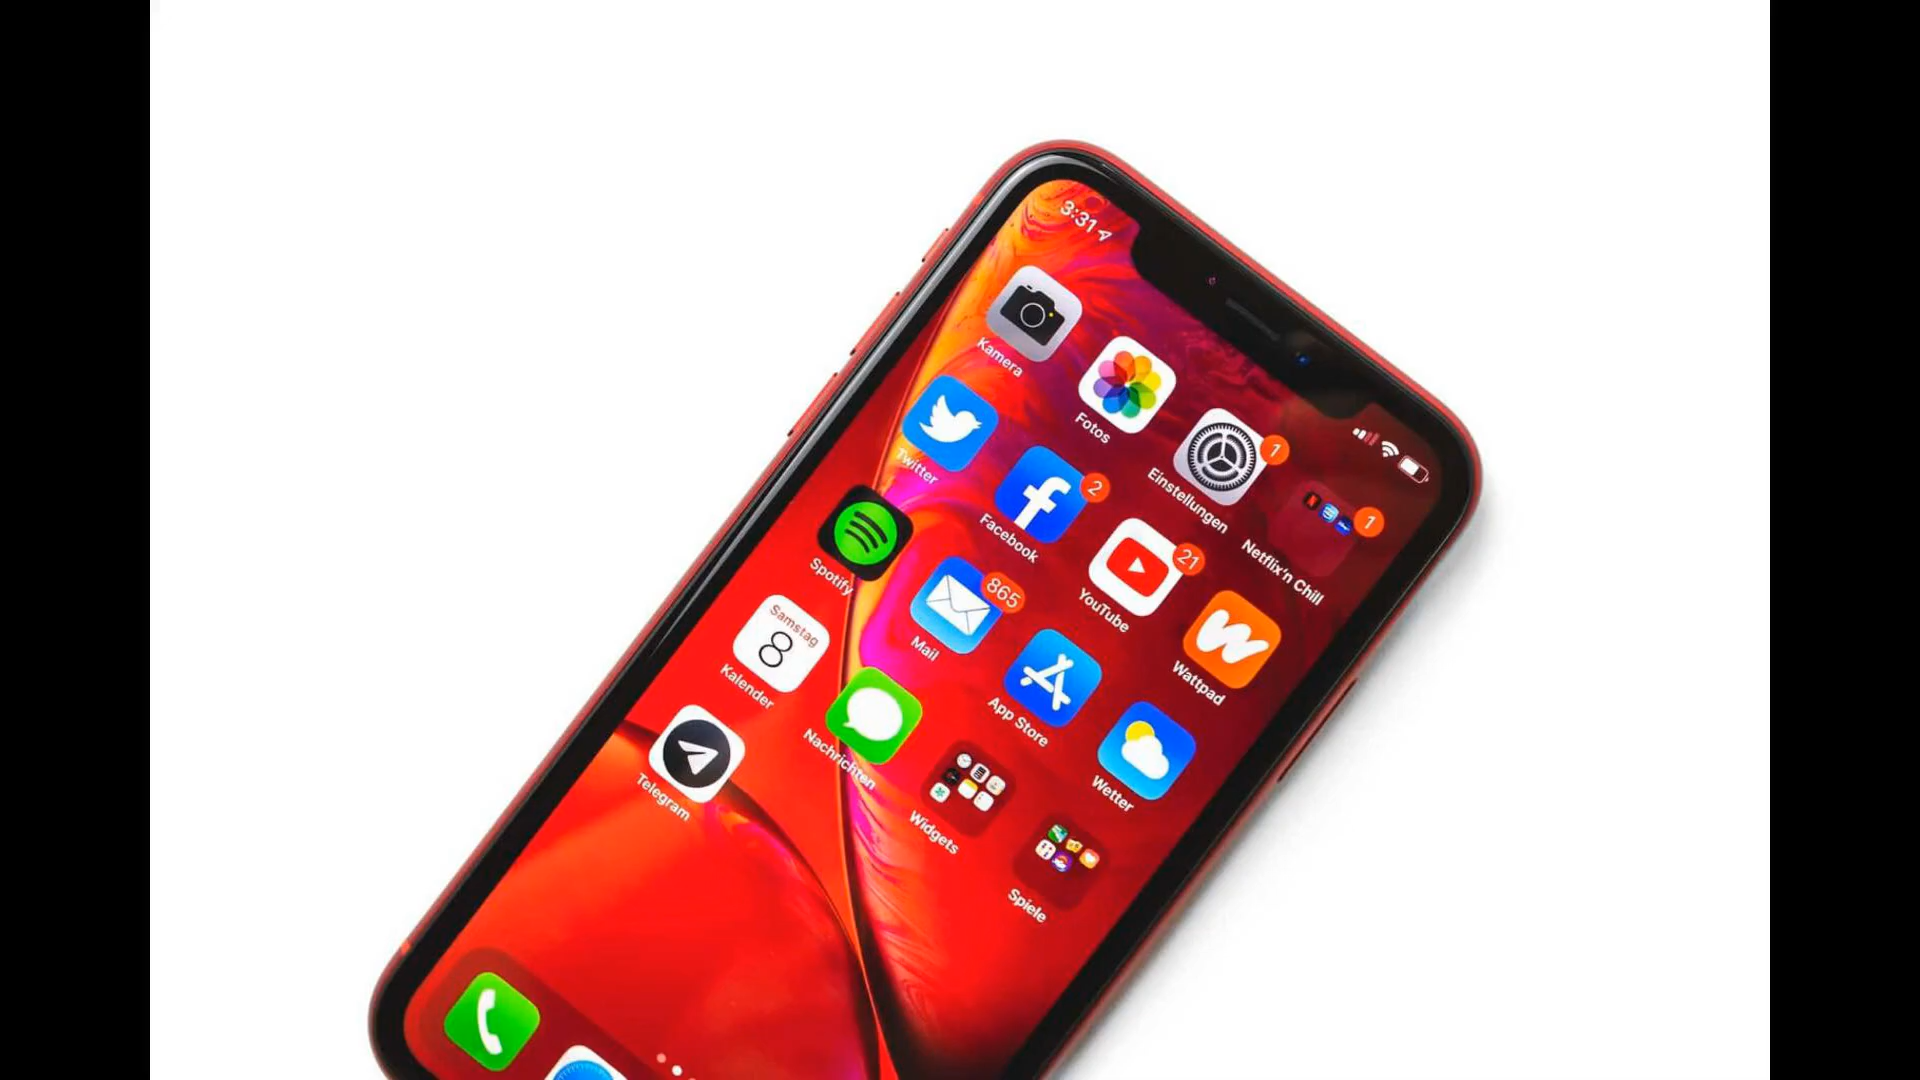 3:31
Kamera
Fotos
1
Einstellungen
1
Netflix'n Chill
Twitter
2
Facebook
21
YouTube
Wattpad
Spotify
865
Mail
App Store
Wetter
Samstag
8
Kalender
Nachrichten
Widgets
Spiele
Telegram